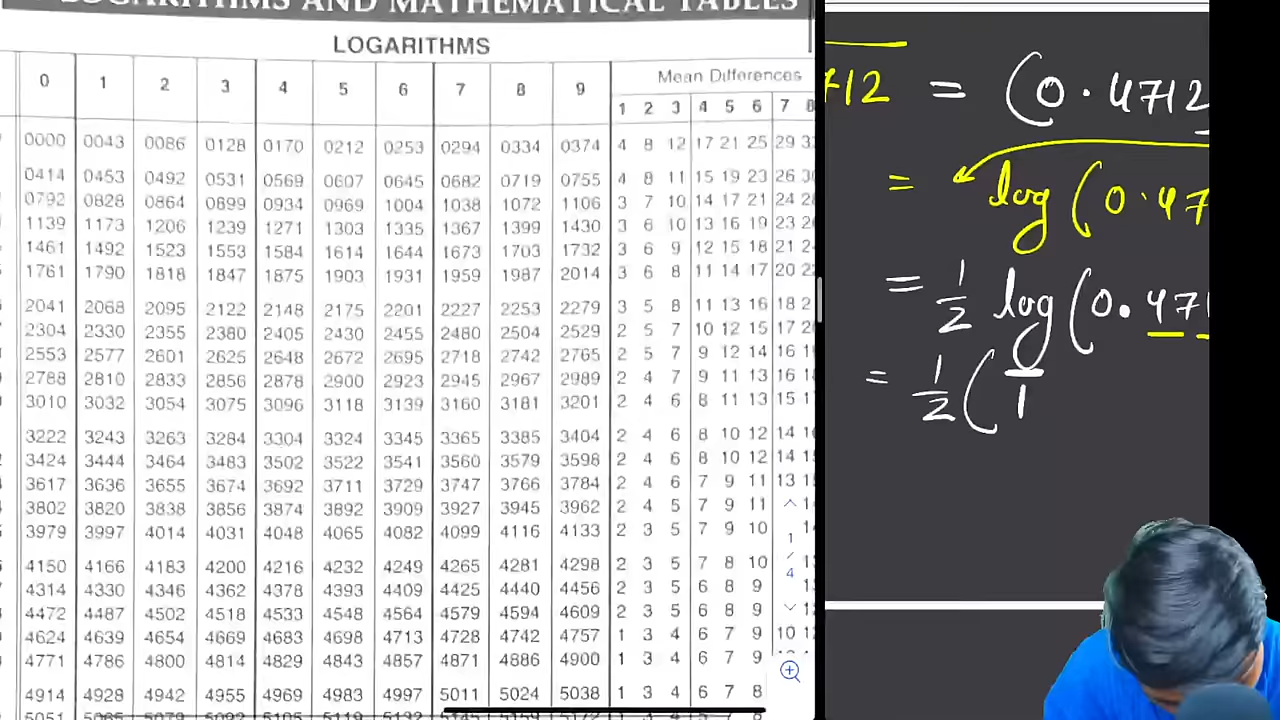 LOGARITHMS AND MATHEMATICAL TABLES
LOGARITHMS
0 1 2 3 4 5 6 7 8 9 Mean Differences
1 2 3 4 5 6 7 8
0000 0043 0086 0128 0170 0212 0253 0294 0334 0374 4 8 12 17 21 25 29
0414 0453 0492 0531 0569 0607 0645 0682 0719 0755 4 8 11 15 19 23 26
0792 0828 0864 0899 0934 0969 1004 1038 1072 1106 3 7 10 14 17 21 24
1139 1173 1206 1239 1271 1303 1335 1367 1399 1430 3 6 10 13 16 19 23
1461 1492 1523 1553 1584 1614 1644 1673 1703 1732 3 6 9 12 15 18 21
1761 1790 1818 1847 1875 1903 1931 1959 1987 2014 3 6 8 11 14 17 20
2041 2068 2095 2122 2148 2175 2201 2227 2253 2279 3 5 8 11 13 16 18
2304 2330 2355 2380 2405 2430 2455 2480 2504 2529 2 5 7 10 12 15 17
2553 2577 2601 2625 2648 2672 2695 2718 2742 2765 2 5 7 9 12 14 16
2788 2810 2833 2856 2878 2900 2923 2945 2967 2989 2 4 7 9 11 13 16
3010 3032 3054 3075 3096 3118 3139 3160 3181 3201 2 4 6 8 11 13 15
3222 3243 3263 3284 3304 3324 3345 3365 3385 3404 2 4 6 8 10 12 14
3424 3444 3464 3483 3502 3522 3541 3560 3579 3598 2 4 6 8 10 12 14
3617 3636 3655 3674 3692 3711 3729 3747 3766 3784 2 4 6 7 9 11 13
3802 3820 3838 3856 3874 3892 3909 3927 3945 3962 2 4 5 7 9 11
3979 3997 4014 4031 4048 4065 4082 4099 4116 4133 2 3 5 7 9 10
4150 4166 4183 4200 4216 4232 4249 4265 4281 4298 2 3 5 7 8 10
4314 4330 4346 4362 4378 4393 4409 4425 4440 4456 2 3 5 6 8 9
4472 4487 4502 4518 4533 4548 4564 4579 4594 4609 2 3 5 6 8 9
4624 4639 4654 4669 4683 4698 4713 4728 4742 4757 1 3 4 6 7 9 10
4771 4786 4800 4814 4829 4843 4857 4871 4886 4900 1 3 4 6 7 9
4914 4928 4942 4955 4969 4983 4997 5011 5024 5038 1 3 4 6 7 8
1/4
712 = (0.4712
= log (0.47
= 1/2 log (0.471
= 1/2 ( 1̅